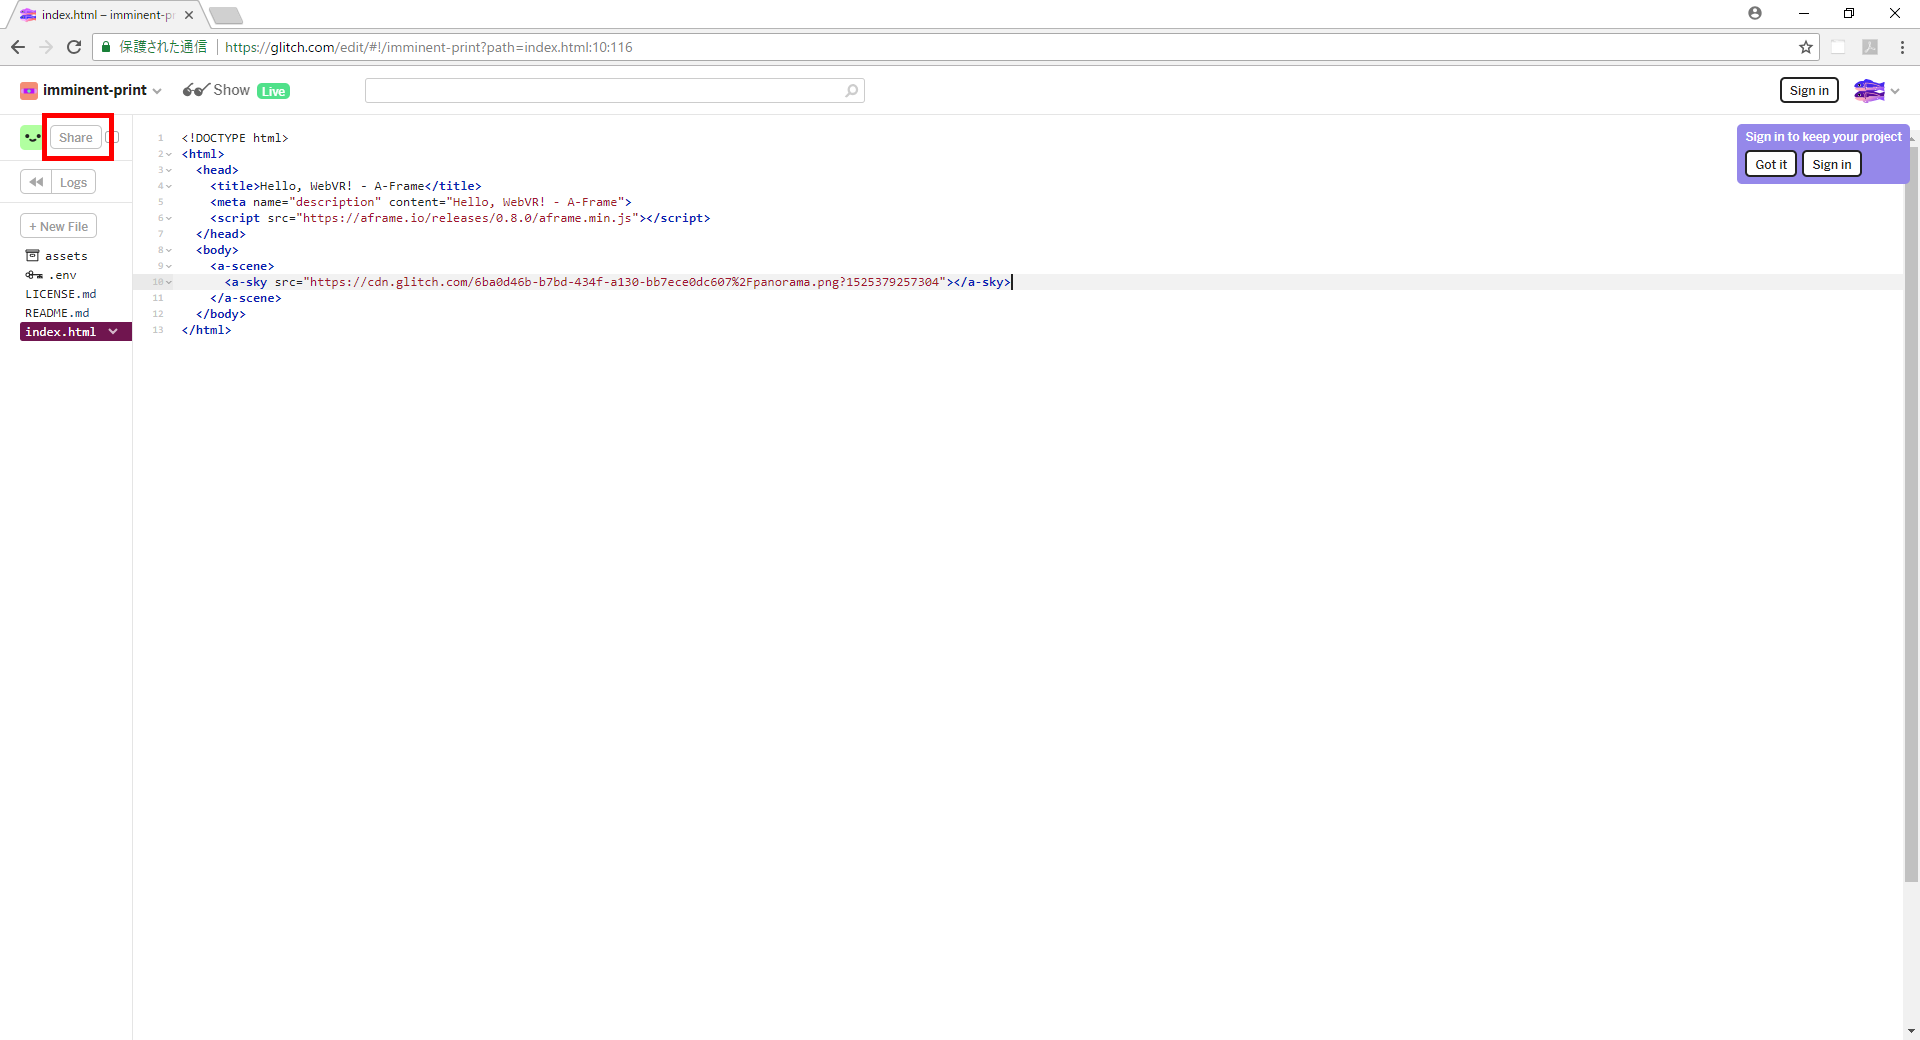 index.html – imminent-pr
保護された通信 https://glitch.com/edit/#!/imminent-print?path=index.html:10:116
imminent-print Show Live Sign in
Share
Logs
+ New File
assets
.env
LICENSE.md
README.md
index.html
1 <!DOCTYPE html>
2 <html>
3 <head>
4 <title>Hello, WebVR! - A-Frame</title>
5 <meta name="description" content="Hello, WebVR! - A-Frame">
6 <script src="https://aframe.io/releases/0.8.0/aframe.min.js"></script>
7 </head>
8 <body>
9 <a-scene>
10 <a-sky src="https://cdn.glitch.com/6ba0d46b-b7bd-434f-a130-bb7ece0dc607%2Fpanorama.png?1525379257304"></a-sky>
11 </a-scene>
12 </body>
13 </html>
Sign in to keep your project
Got it Sign in